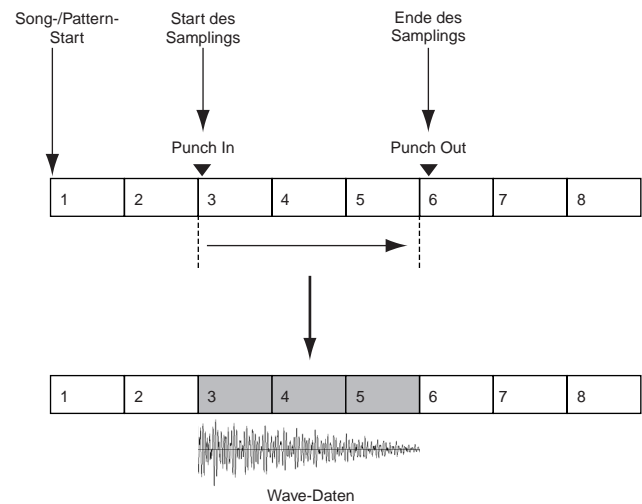 Song-/Pattern-
Start
Start des
Samplings
Ende des
Samplings
Punch In
Punch Out
1 2 3 4 5 6 7 8
1 2 3 4 5 6 7 8
Wave-Daten